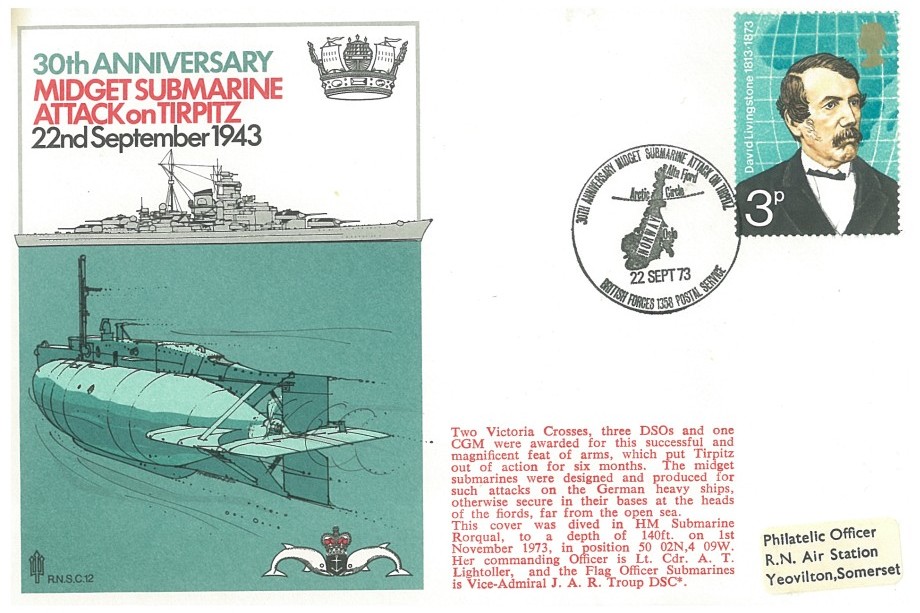 30th ANNIVERSARY
MIDGET SUBMARINE
ATTACK on TIRPITZ
22nd September 1943
R.N.S.C.12
30TH ANNIVERSARY MIDGET SUBMARINE ATTACK ON TIRPITZ
Alta Fjord
Arctic Circle
NORWAY
Oslo
22 SEPT 73
BRITISH FORCES 1358 POSTAL SERVICE
David Livingstone 1813-1873
3P
Two Victoria Crosses, three DSOs and one
CGM were awarded for this successful and
magnificent feat of arms, which put Tirpitz
out of action for six months. The midget
submarines were designed and produced for
such attacks on the German heavy ships,
otherwise secure in their bases at the heads
of the fiords, far from the open sea.
This cover was dived in HM Submarine
Rorqual, to a depth of 140ft. on 1st
November 1973, in position 50 02N,4 09W.
Her commanding Officer is Lt. Cdr. A. T.
Lightoller, and the Flag Officer Submarines
is Vice-Admiral J. A. R. Troup DSC*.
Philatelic Officer
R.N. Air Station
Yeovilton,Somerset